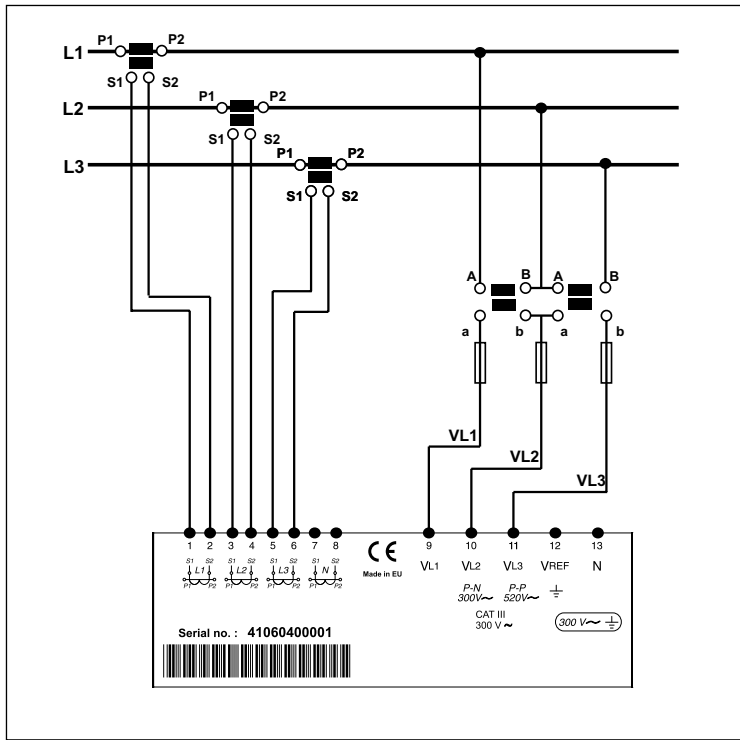 L1 P1 P2
S1 S2
L2 P1 P2
S1 S2
L3 P1 P2
S1 S2
A B A B
a b a b
VL1
VL2
VL3
1 2 3 4 5 6 7 8 9 10 11 12 13
S1 S2 S1 S2 S1 S2 S1 S2
L1 L2 L3 N
P1 P2 P1 P2 P1 P2 P1 P2
CE
Made in EU
VL1 VL2 VL3 VREF N
P-N P-P
300V~ 520V~
CAT III
300 V ~
300 V~
Serial no. : 41060400001